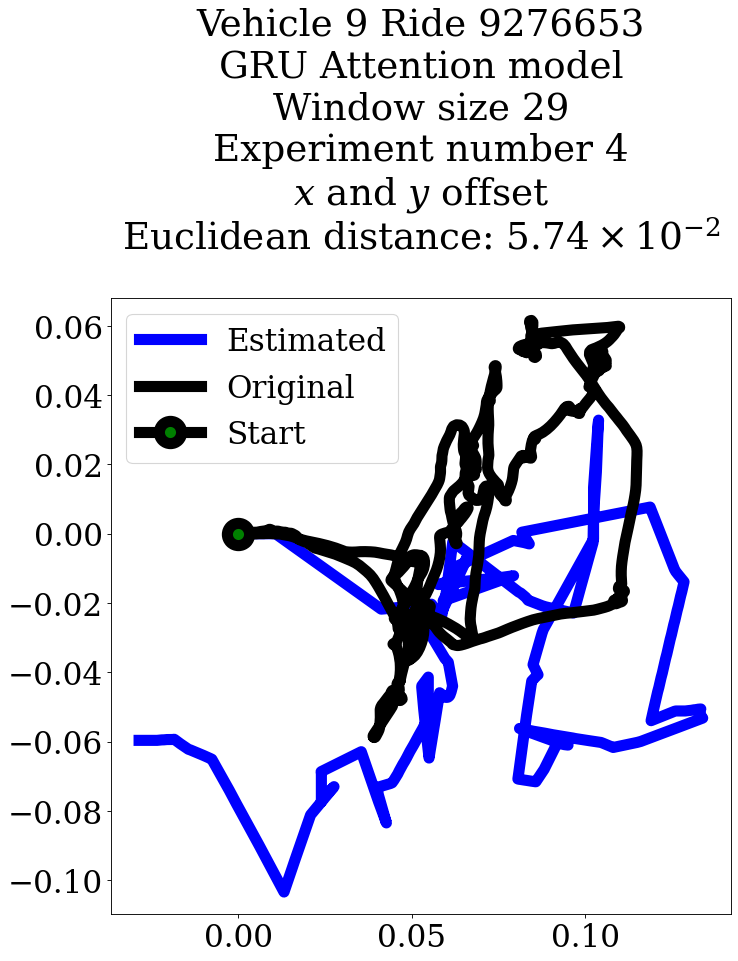 Vehicle 9 Ride 9276653
GRU Attention model
Window size 29
Experiment number 4
x and y offset
Euclidean distance: 5.74 × 10⁻²
Estimated
Original
Start
0.06
0.04
0.02
0.00
−0.02
−0.04
−0.06
−0.08
−0.10
0.00 0.05 0.10